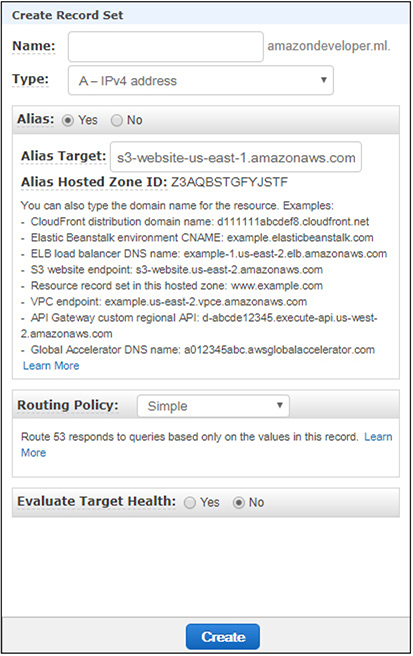 Create Record Set
Name: amazondeveloper.ml.
Type: A – IPv4 address
Alias: Yes No
Alias Target: s3-website-us-east-1.amazonaws.com
Alias Hosted Zone ID: Z3AQBSTGFYJSTF
You can also type the domain name for the resource. Examples:
- CloudFront distribution domain name: d111111abcdef8.cloudfront.net
- Elastic Beanstalk environment CNAME: example.elasticbeanstalk.com
- ELB load balancer DNS name: example-1.us-east-2.elb.amazonaws.com
- S3 website endpoint: s3-website.us-east-2.amazonaws.com
- Resource record set in this hosted zone: www.example.com
- VPC endpoint: example.us-east-2.vpce.amazonaws.com
- API Gateway custom regional API: d-abcde12345.execute-api.us-west-
2.amazonaws.com
- Global Accelerator DNS name: a012345abc.awsglobalaccelerator.com
Learn More
Routing Policy: Simple
Route 53 responds to queries based only on the values in this record. Learn
More
Evaluate Target Health: Yes No
Create